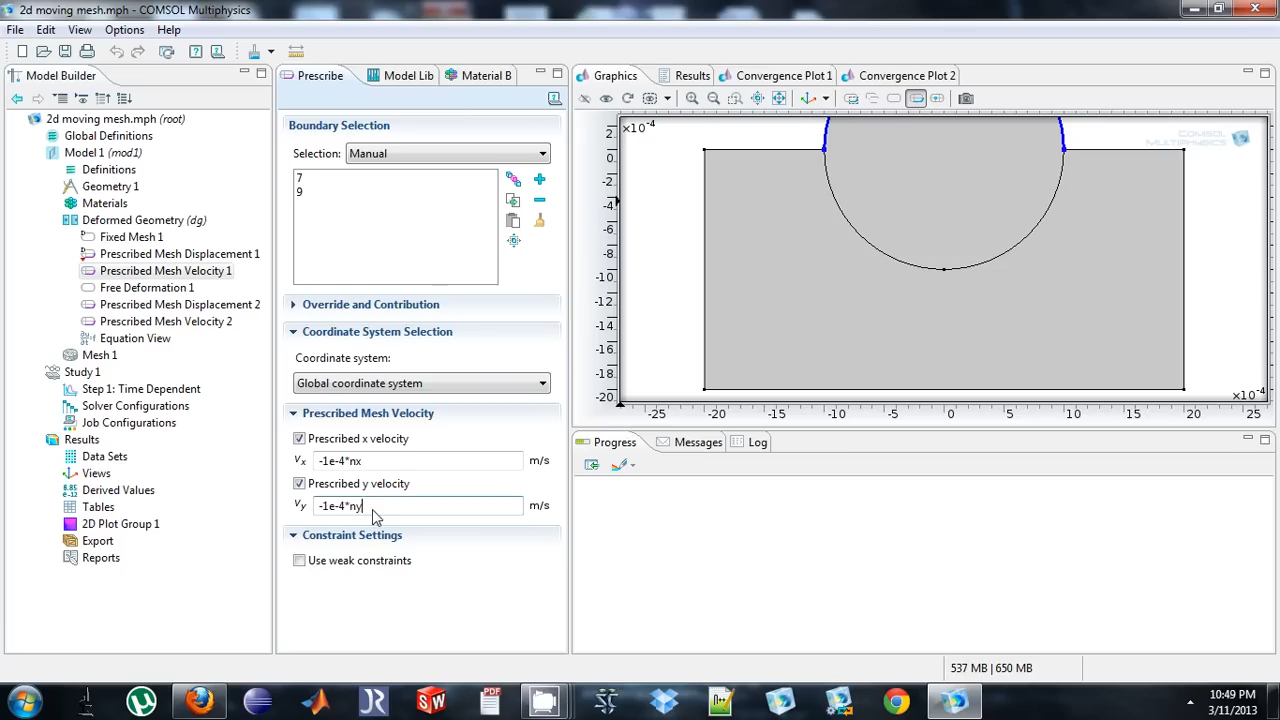 2d moving mesh.mph - COMSOL Multiphysics
File Edit View Options Help
Model Builder
2d moving mesh.mph (root)
Global Definitions
Model 1 (mod1)
Definitions
Geometry 1
Materials
Deformed Geometry (dg)
Fixed Mesh 1
Prescribed Mesh Displacement 1
Prescribed Mesh Velocity 1
Free Deformation 1
Prescribed Mesh Displacement 2
Prescribed Mesh Velocity 2
Equation View
Mesh 1
Study 1
Step 1: Time Dependent
Solver Configurations
Job Configurations
Results
Data Sets
Views
Derived Values
Tables
2D Plot Group 1
Export
Reports
Prescribe Model Lib Material B
Boundary Selection
Selection: Manual
7
9
Override and Contribution
Coordinate System Selection
Coordinate system:
Global coordinate system
Prescribed Mesh Velocity
Prescribed x velocity
vx -1e-4*nx m/s
Prescribed y velocity
vy -1e-4*ny m/s
Constraint Settings
Use weak constraints
Graphics Results Convergence Plot 1 Convergence Plot 2
×10⁻⁴
COMSOL
MULTIPHYSICS
2
0
-2
-4
-6
-8
-10
-12
-14
-16
-18
-20
×10⁻⁴
-25 -20 -15 -10 -5 0 5 10 15 20 25
Progress Messages Log
537 MB | 650 MB
10:49 PM
3/11/2013